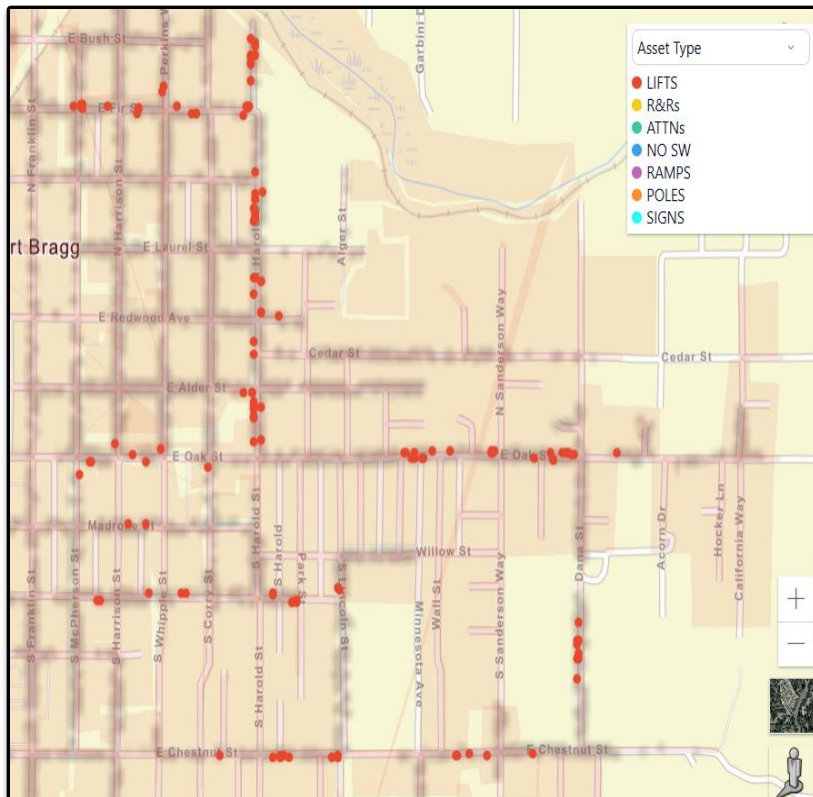 E Bush St
Perkins W
Garbini D
Asset Type
LIFTS
R&Rs
ATTNs
NO SW
RAMPS
POLES
SIGNS
E Fir S
N Franklin St
N Harrison St
Harol
Alger St
rt Bragg
E Laurel St
E Redwood Ave
N Sanderson Way
Cedar St
Cedar St
E Alder St
E Oak St
E Oak St
S Harold St
Madrone St
S Harold
Park St
Willow St
S Lincoln St
Dana St
Acorn Dr
Hocker Ln
California Way
S Franklin St
S McPherson St
S Harrison St
S Whipple St
S Corry St
S Harold St
Minnesota Ave
Wall St
S Sanderson Way
E Chestnut St
E Chestnut St